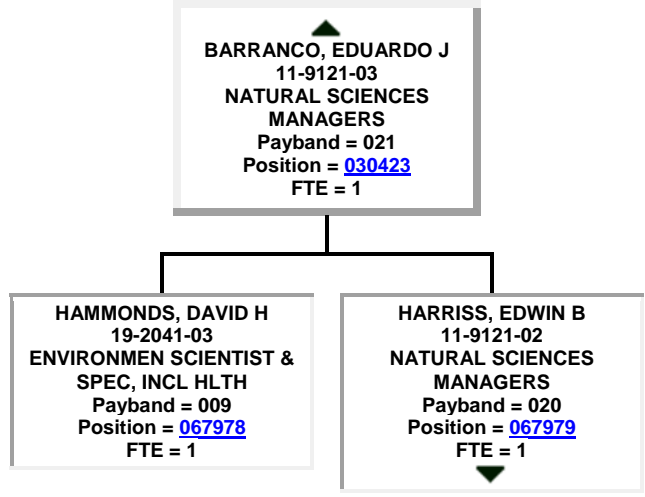 BARRANCO, EDUARDO J
11-9121-03
NATURAL SCIENCES
MANAGERS
Payband = 021
Position = 030423
FTE = 1
HAMMONDS, DAVID H
19-2041-03
ENVIRONMEN SCIENTIST &
SPEC, INCL HLTH
Payband = 009
Position = 067978
FTE = 1
HARRISS, EDWIN B
11-9121-02
NATURAL SCIENCES
MANAGERS
Payband = 020
Position = 067979
FTE = 1